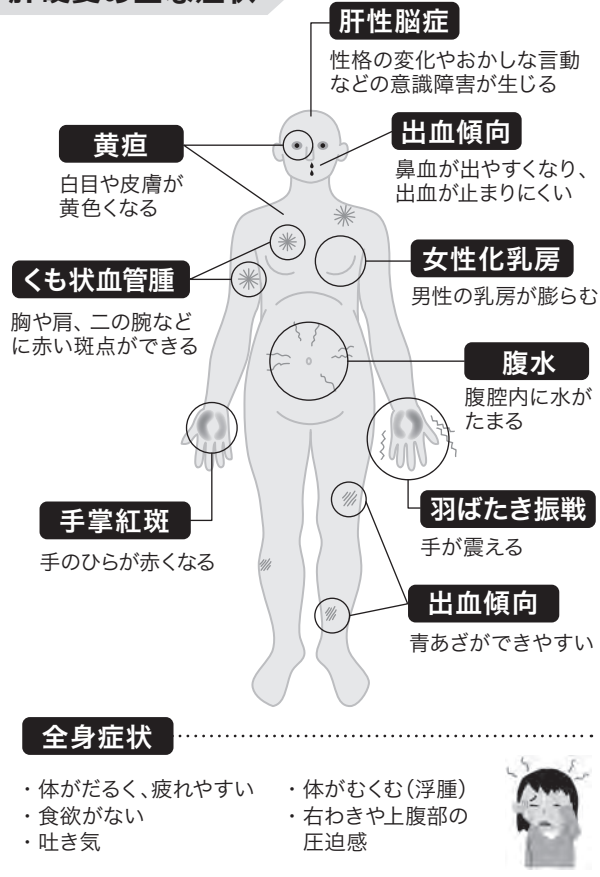 肝性脳症
性格の変化やおかしな言動
などの意識障害が生じる
黄疸
白目や皮膚が
黄色くなる
出血傾向
鼻血が出やすくなり、
出血が止まりにくい
くも状血管腫
胸や肩、二の腕など
に赤い斑点ができる
女性化乳房
男性の乳房が膨らむ
腹水
腹腔内に水が
たまる
手掌紅斑
手のひらが赤くなる
羽ばたき振戦
手が震える
出血傾向
青あざができやすい
全身症状
・体がだるく、疲れやすい
・食欲がない
・吐き気
・体がむくむ（浮腫）
・右わきや上腹部の
圧迫感